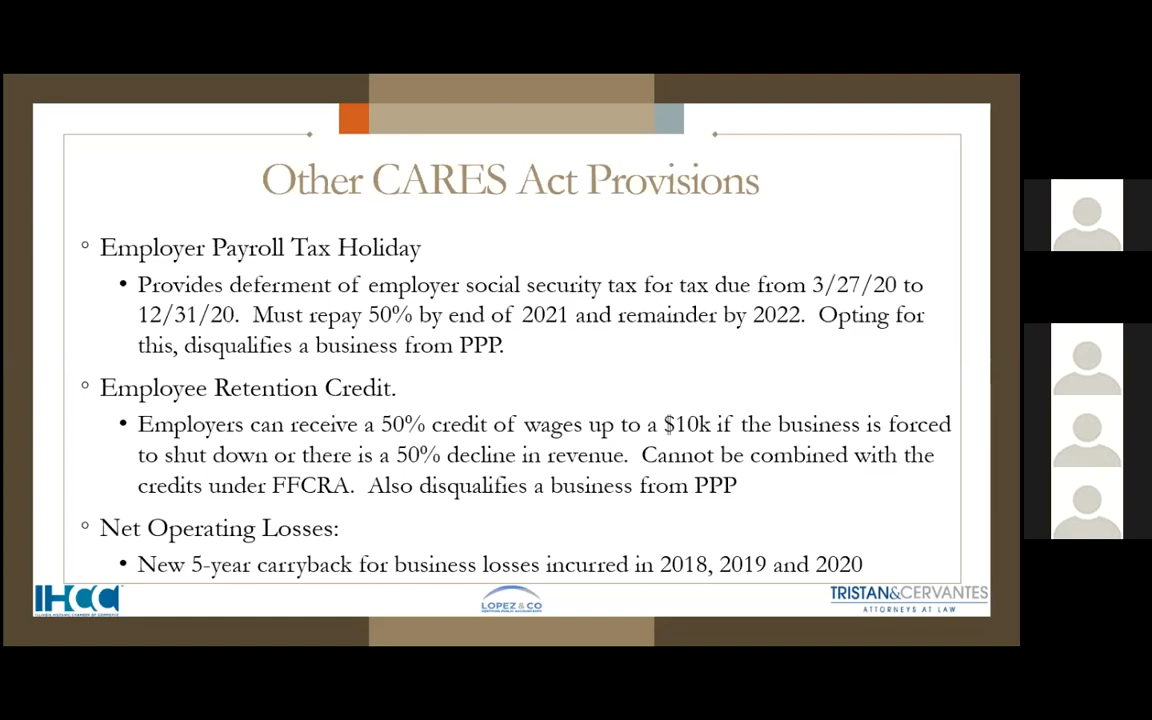 Other CARES Act Provisions
° Employer Payroll Tax Holiday
• Provides deferment of employer social security tax for tax due from 3/27/20 to
12/31/20.  Must repay 50% by end of 2021 and remainder by 2022.  Opting for
this, disqualifies a business from PPP.
° Employee Retention Credit.
• Employers can receive a 50% credit of wages up to a $10k if the business is forced
to shut down or there is a 50% decline in revenue.  Cannot be combined with the
credits under FFCRA.  Also disqualifies a business from PPP
° Net Operating Losses:
• New 5-year carryback for business losses incurred in 2018, 2019 and 2020
IHCC
LOPEZ & CO
TRISTAN&CERVANTES
ATTORNEYS AT LAW